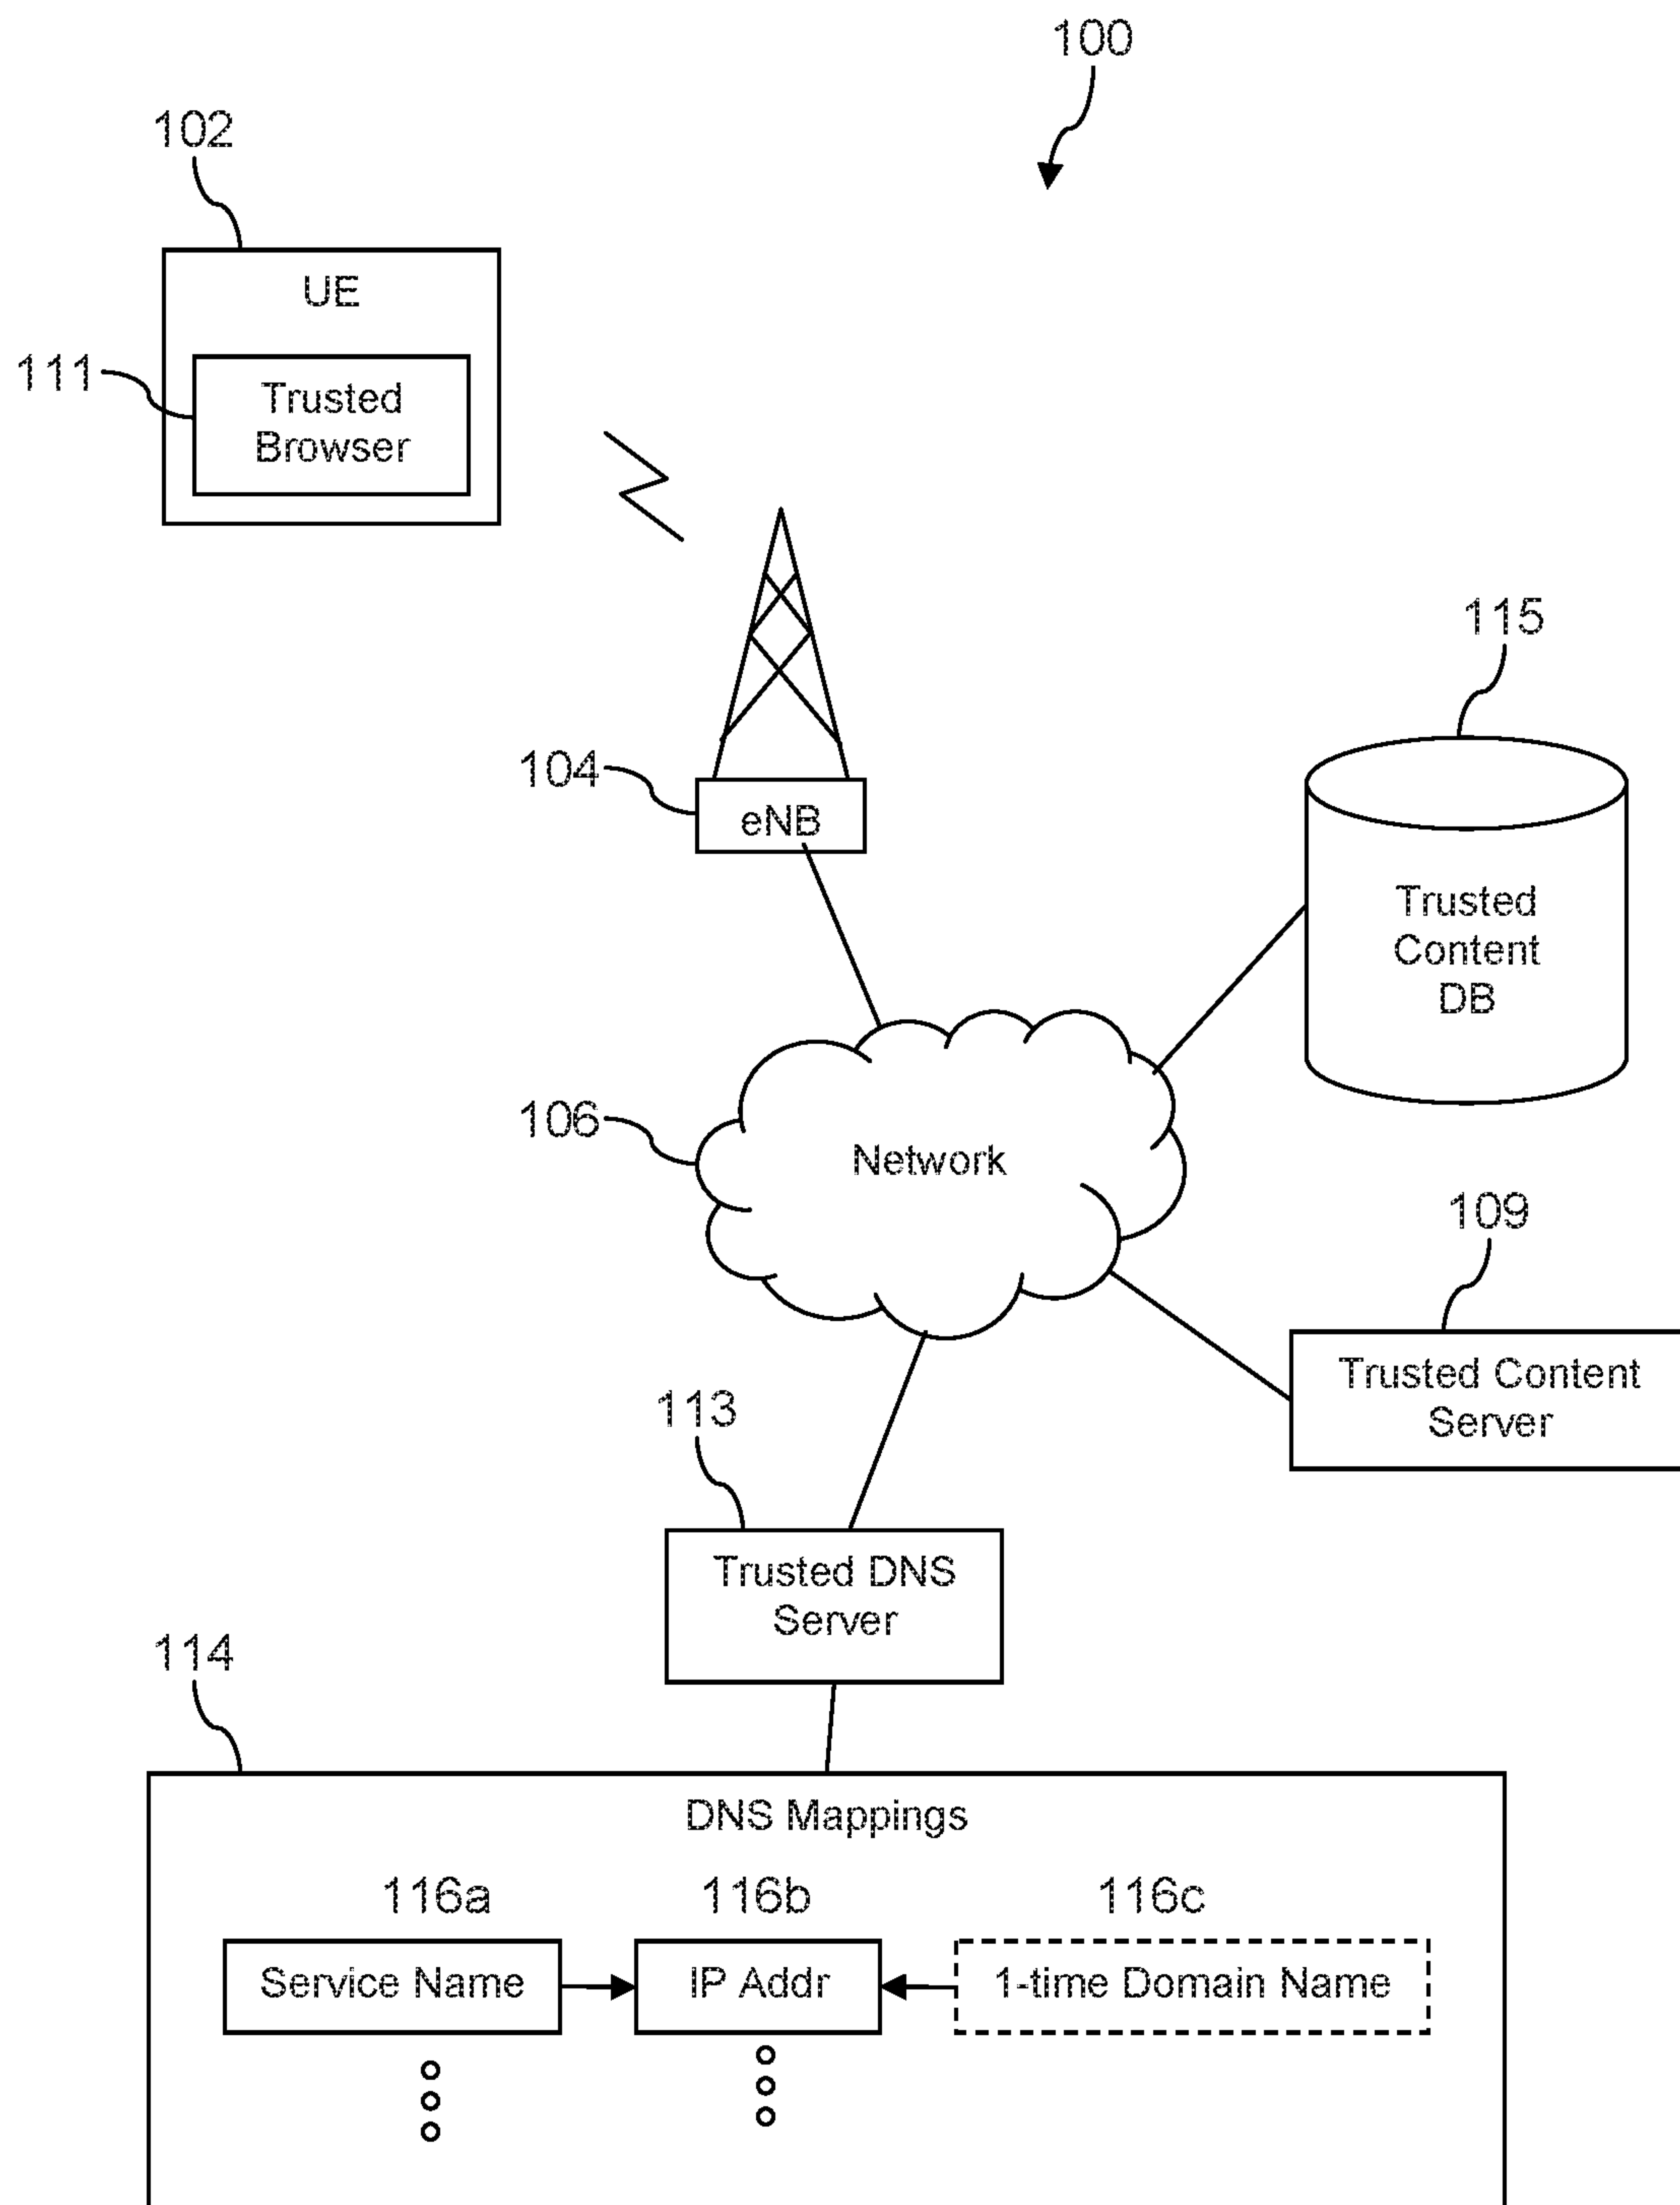 100
102
UE
111
Trusted
Browser
104
eNB
115
Trusted
Content
DB
106
Network
109
Trusted Content
Server
113
Trusted DNS
Server
114
DNS Mappings
116a 116b 116c
Service Name IP Addr 1-time Domain Name